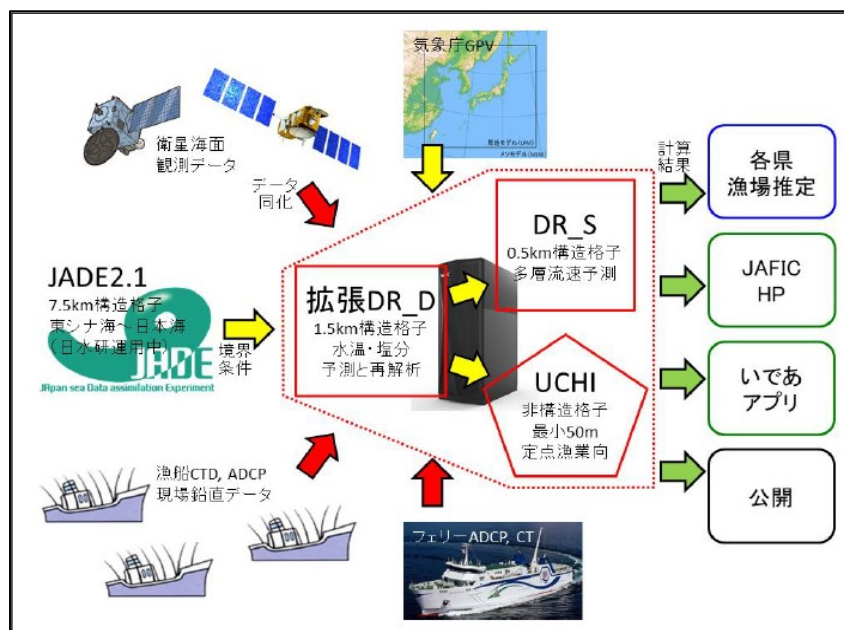 気象庁GPV
衛星海面
観測データ
データ
同化
計算
結果
各県
漁場推定
DR_S
0.5km構造格子
多層流速予測
JADE2.1
7.5km構造格子
東シナ海～日本海
(日水研運用中)
JADE
JApan sea Data assimilation Experiment
境界
条件
拡張DR_D
1.5km構造格子
水温・塩分
予測と再解析
JAFIC
HP
UCHI
非構造格子
最小50m
定点漁業向
いであ
アプリ
漁船CTD, ADCP
現場鉛直データ
公開
フェリーADCP, CT